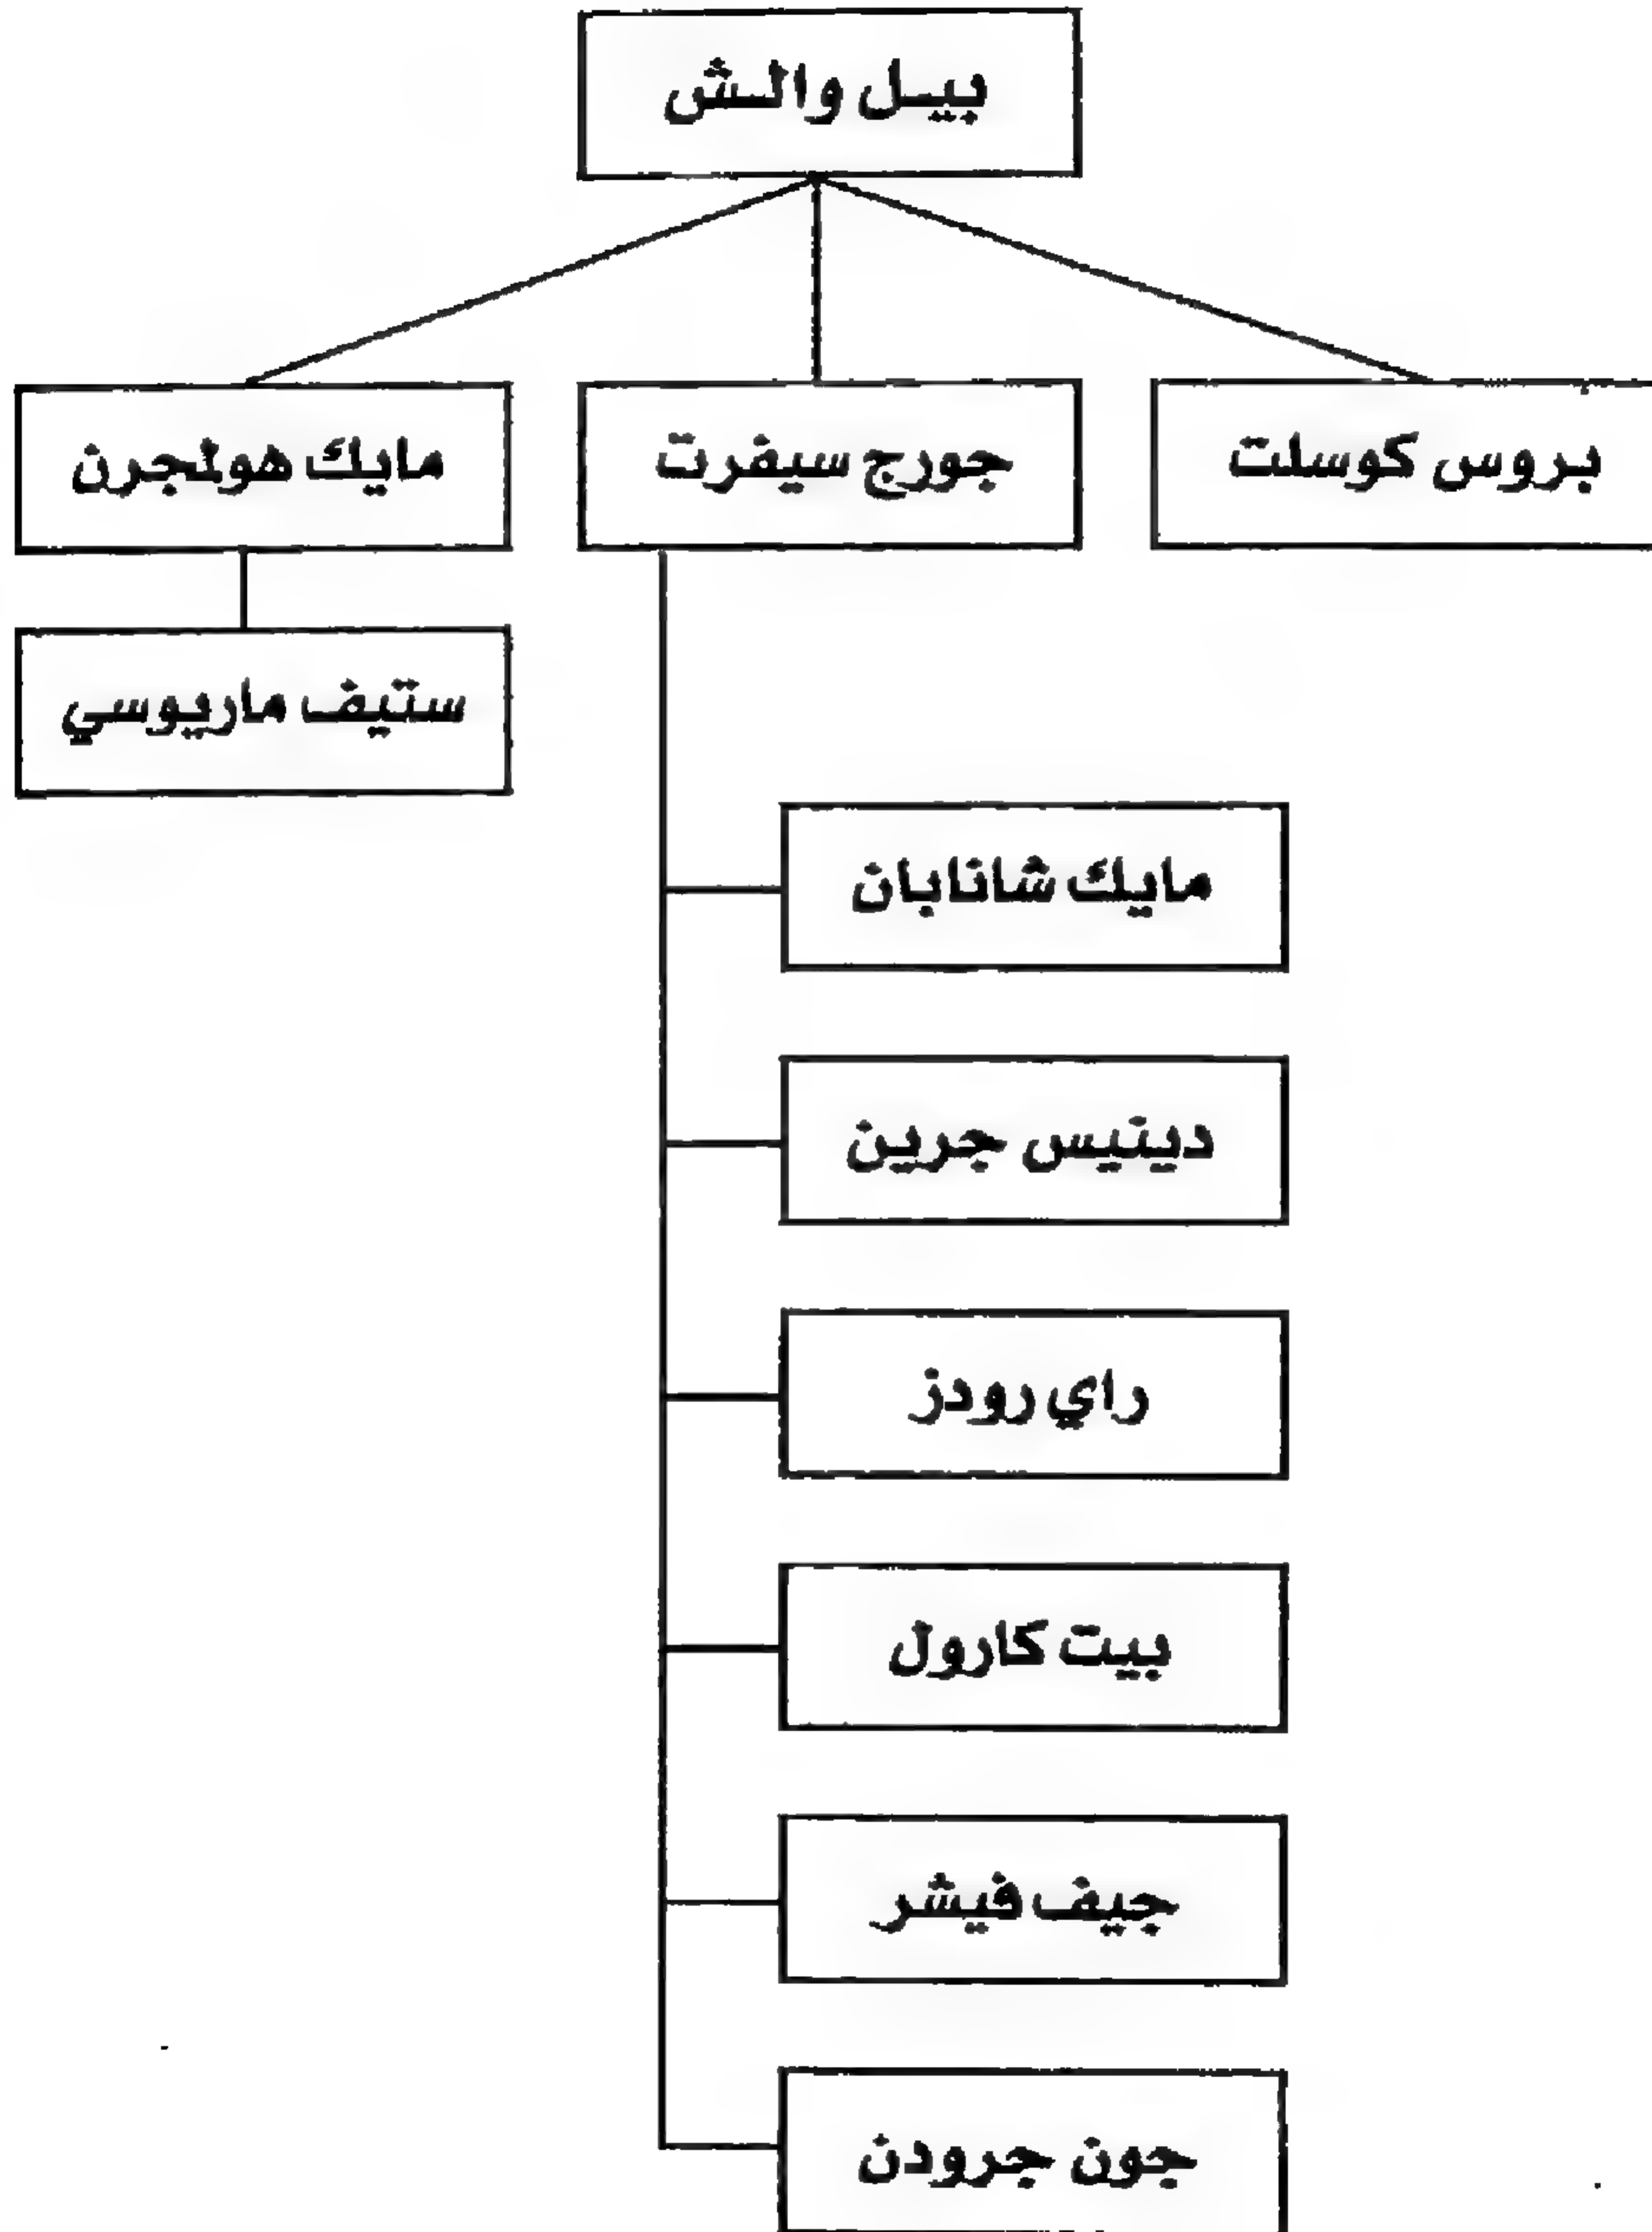 بيل والش
بروس كوسلت
جورج سيفرت
مايك هولجرن
ستيف ماريوسي
مايك شانابان
دينيس جرين
راي رودز
بيت كارول
جيف فيشر
جون جرودن